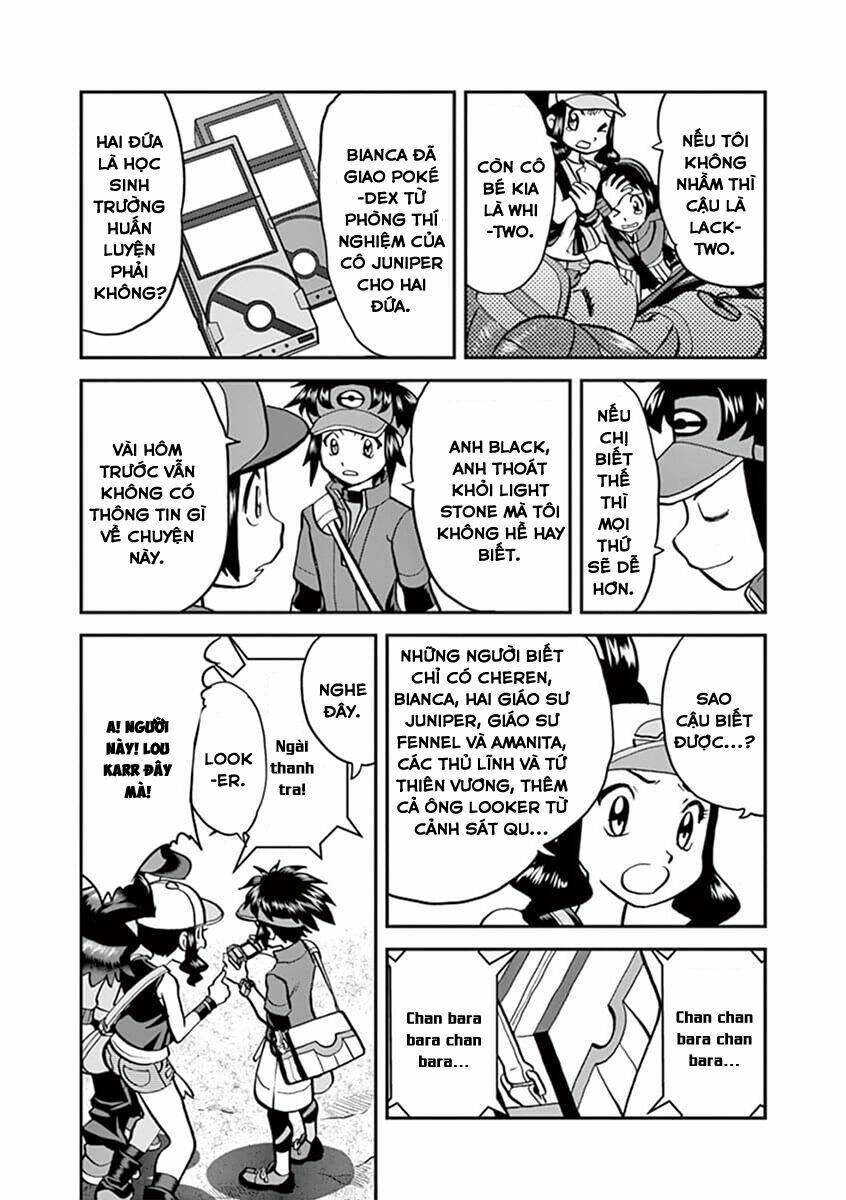 NẾU TÔI
KHÔNG
NHẦM THÌ
CẬU LÀ
LACK-
TWO.
CÒN CÔ
BÉ KIA
LÀ WHI
-TWO.
BIANCA ĐÃ
GIAO POKÉ
-DEX TỪ
PHÒNG THÍ
NGHIỆM CỦA
CÔ JUNIPER
CHO HAI
ĐỨA.
HAI ĐỨA
LÀ HỌC
SINH
TRƯỜNG
HUẤN
LUYỆN
PHẢI
KHÔNG?
NẾU
CHỊ
BIẾT
THẾ
THÌ
MỌI
THỨ
SẼ DỄ
HƠN.
ANH BLACK,
ANH THOÁT
KHỎI LIGHT
STONE MÀ TÔI
KHÔNG HỀ HAY
BIẾT.
VÀI HÔM
TRƯỚC VẪN
KHÔNG CÓ
THÔNG TIN GÌ
VỀ CHUYỆN
NÀY.
SAO
CẬU BIẾT
ĐƯỢC...?
NHỮNG NGƯỜI BIẾT
CHỈ CÓ CHEREN,
BIANCA, HAI GIÁO SƯ
JUNIPER, GIÁO SƯ
FENNEL VÀ AMANITA,
CÁC THỦ LĨNH VÀ TỨ
THIÊN VƯƠNG, THÊM
CẢ ÔNG LOOKER TỪ
CẢNH SÁT QU...
Chan chan
bara chan
bara...
Chan bara
bara chan
bara...
NGHE
ĐÂY.
Ngài
thanh
tra!
LOOK
-ER.
A! NGƯỜI
NÀY! LOU
KARR ĐÂY
MÀ!